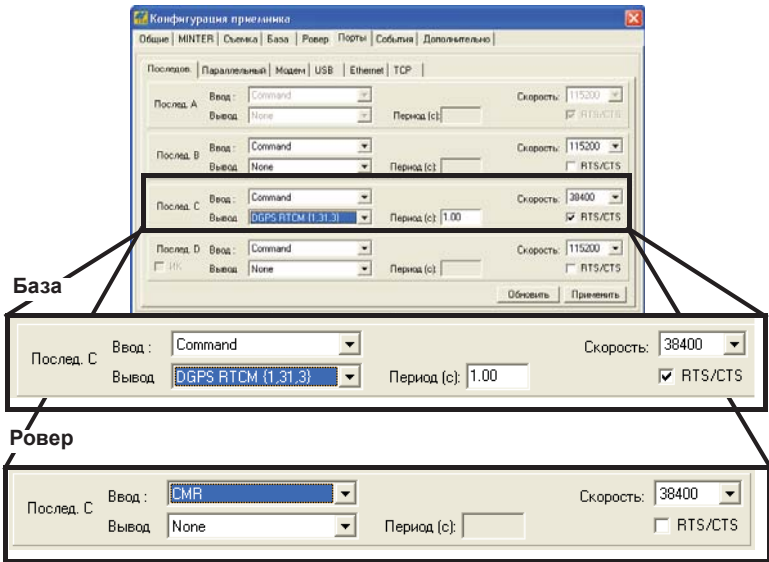 Конфигурация приемника
Общие MINTER Съемка База Ровер Порты События Дополнительно
Последов. Параллельный Модем USB Ethernet TCP
Послед. A Ввод : Command Скорость: 115200
Вывод None Период (с): RTS/CTS
Послед. B Ввод : Command Скорость: 115200
Вывод None Период (с): RTS/CTS
Послед. C Ввод : Command Скорость: 38400
Вывод DGPS RTCM {1,31,3} Период (с): 1.00 RTS/CTS
Послед. D Ввод : Command Скорость: 115200
ИК Вывод None Период (с): RTS/CTS
Обновить Применить
База
Послед. C Ввод : Command Скорость: 38400
Вывод DGPS RTCM {1,31,3} Период (с): 1.00 RTS/CTS
Ровер
Послед. C Ввод : CMR Скорость: 38400
Вывод None Период (с): RTS/CTS